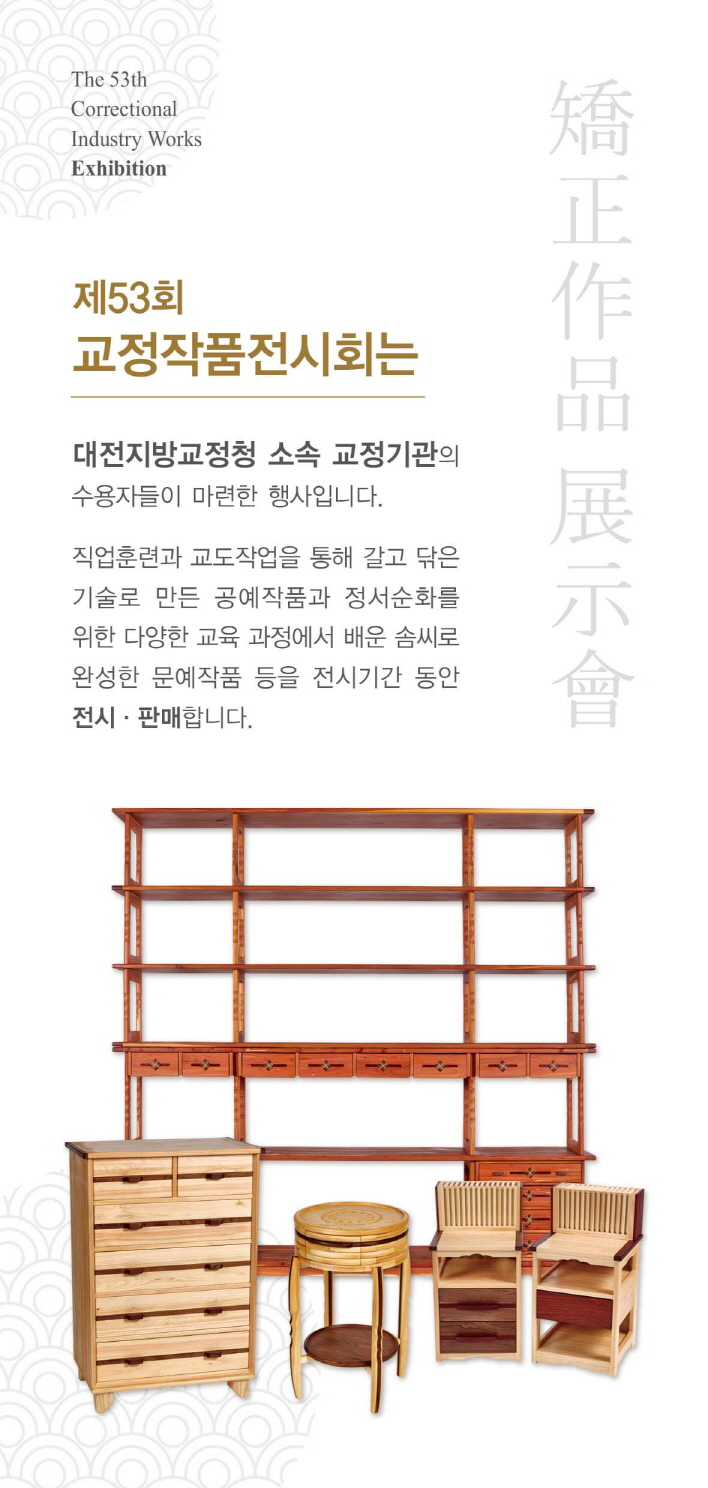 The 53th
Correctional
Industry Works
Exhibition
矯正作品 展示會
제53회
교정작품전시회는
대전지방교정청 소속 교정기관의
수용자들이 마련한 행사입니다.
직업훈련과 교도작업을 통해 갈고 닦은
기술로 만든 공예작품과 정서순화를
위한 다양한 교육 과정에서 배운 솜씨로
완성한 문예작품 등을 전시기간 동안
전시 · 판매합니다.